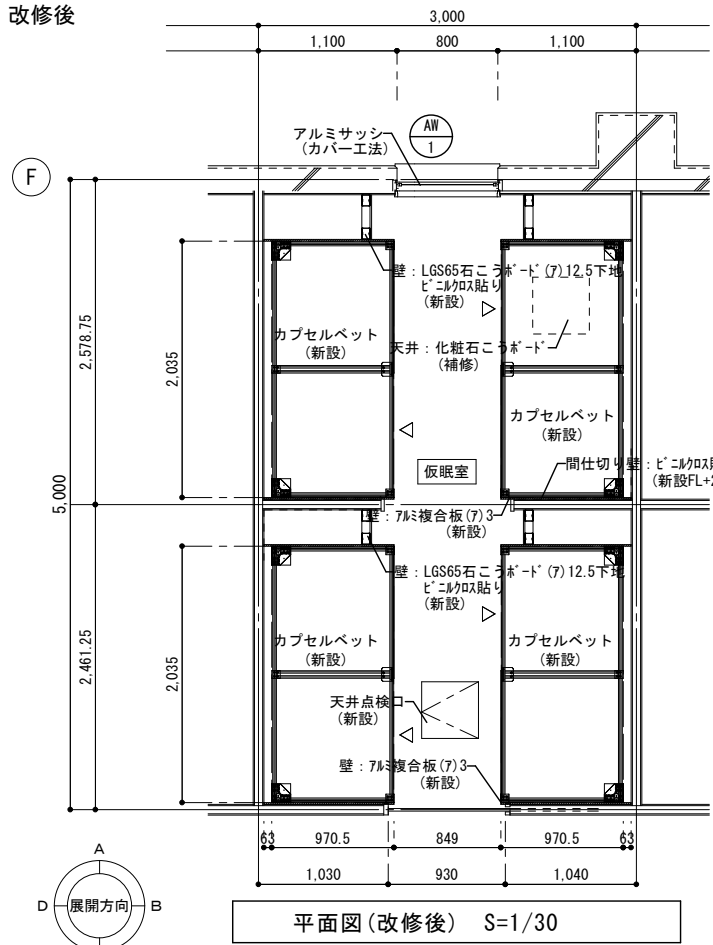 改修後
3,000
1,100
800
1,100
AW
1
アルミサッシ
(カバー工法)
F
壁：LGS65石こうボード(ア)12.5下地
ビニルクロス貼り
(新設)
カプセルベット
(新設)
天井：化粧石こうボード
(補修)
2,578.75
2,035
カプセルベット
(新設)
仮眠室
間仕切り壁：ビニルクロス貼
(新設FL+2
5,000
壁：アルミ複合板(ア)3
(新設)
壁：LGS65石こうボード(ア)12.5下地
ビニルクロス貼り
(新設)
カプセルベット
(新設)
カプセルベット
(新設)
2,461.25
2,035
天井点検口
(新設)
壁：アルミ複合板(ア)3
(新設)
63
970.5
849
970.5
63
1,030
930
1,040
A
D
展開方向
B
平面図(改修後) S=1/30